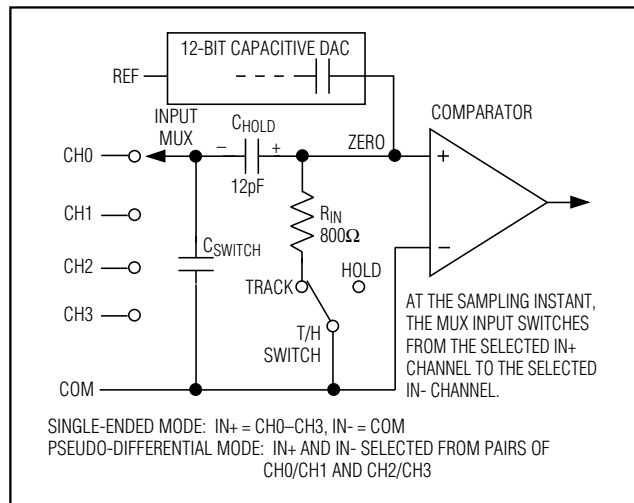 12-BIT CAPACITIVE DAC
REF
INPUT
MUX
CHOLD
– +
12pF
ZERO
COMPARATOR
+
−
CH0
CH1
CH2
CH3
CSWITCH
RIN
800Ω
TRACK
HOLD
T/H
SWITCH
COM
AT THE SAMPLING INSTANT,
THE MUX INPUT SWITCHES
FROM THE SELECTED IN+
CHANNEL TO THE SELECTED
IN- CHANNEL.
SINGLE-ENDED MODE: IN+ = CH0–CH3, IN- = COM
PSEUDO-DIFFERENTIAL MODE: IN+ AND IN- SELECTED FROM PAIRS OF
CH0/CH1 AND CH2/CH3